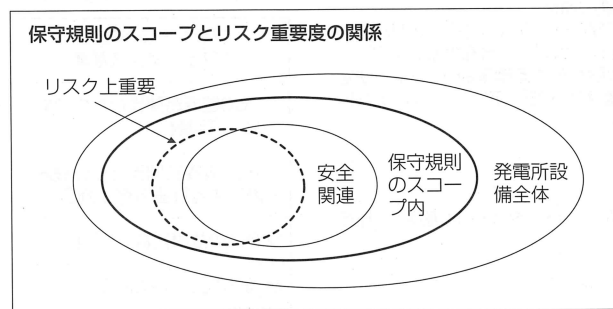 保守規則のスコープとリスク重要度の関係
リスク上重要
安全
関連
保守規則
のスコー
プ内
発電所設
備全体